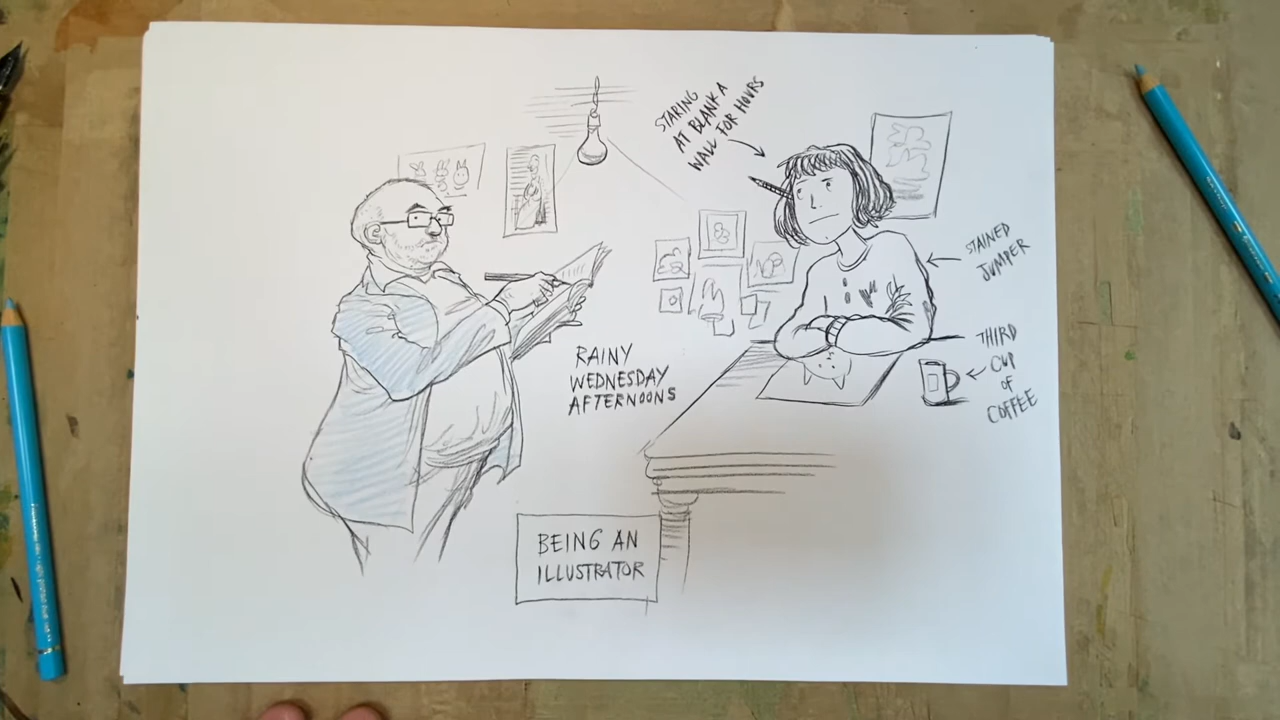 STARING
AT BLANK A
WALL FOR HOURS
STAINED
JUMPER
THIRD
CUP
OF
COFFEE
RAINY
WEDNESDAY
AFTERNOONS
BEING AN
ILLUSTRATOR